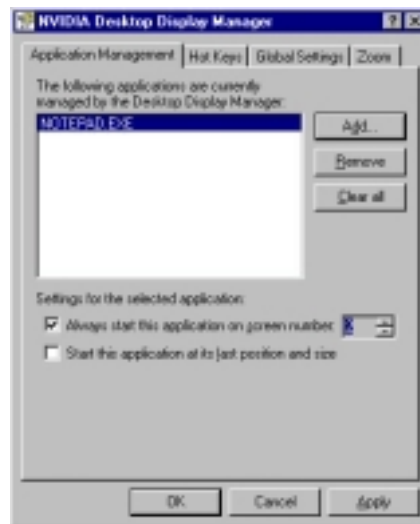 NVIDIA Desktop Display Manager
Application Management Hot Keys Global Settings Zoom
The following applications are currently
managed by the Desktop Display Manager:
NOTEPAD.EXE
Add...
Remove
Clear all
Settings for the selected application:
Always start this application on screen number:
Start this application at its last position and size
OK Cancel Apply